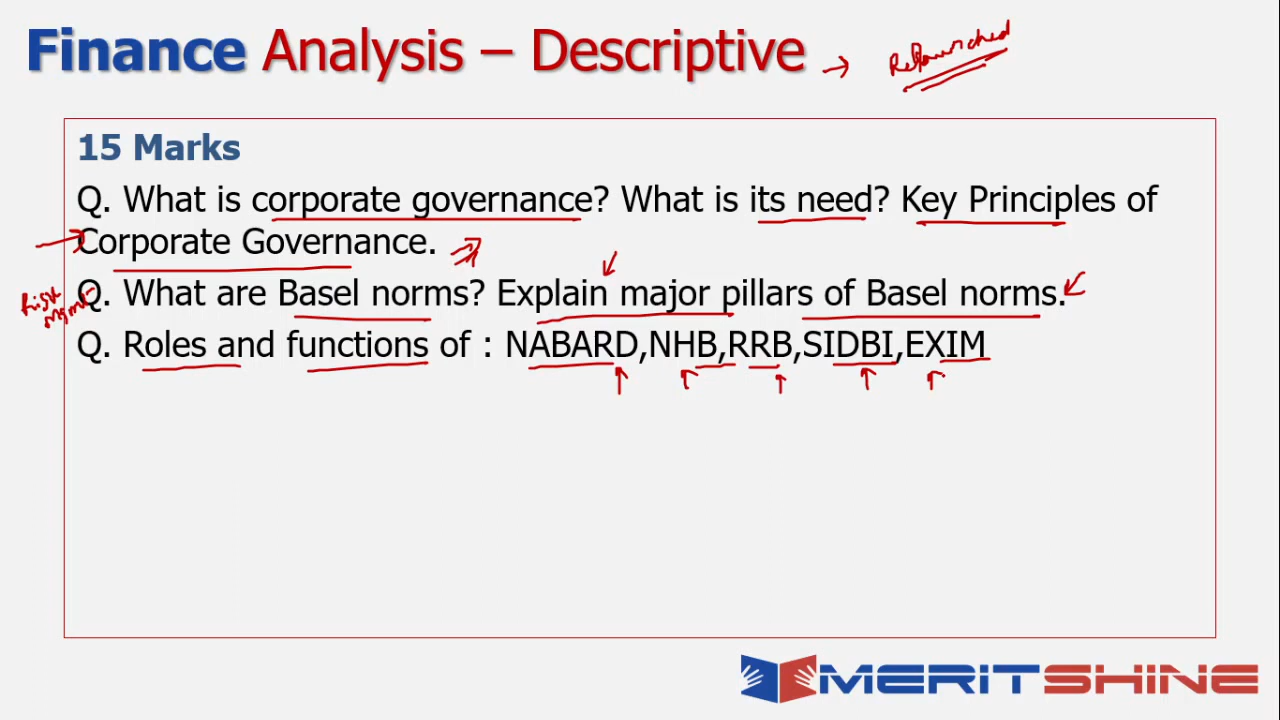 Finance Analysis – Descriptive → Relaunched
15 Marks
Q. What is corporate governance? What is its need? Key Principles of
Corporate Governance.
Risk
mgmt
Q. What are Basel norms? Explain major pillars of Basel norms.
Q. Roles and functions of : NABARD,NHB,RRB,SIDBI,EXIM
MERITSHINE